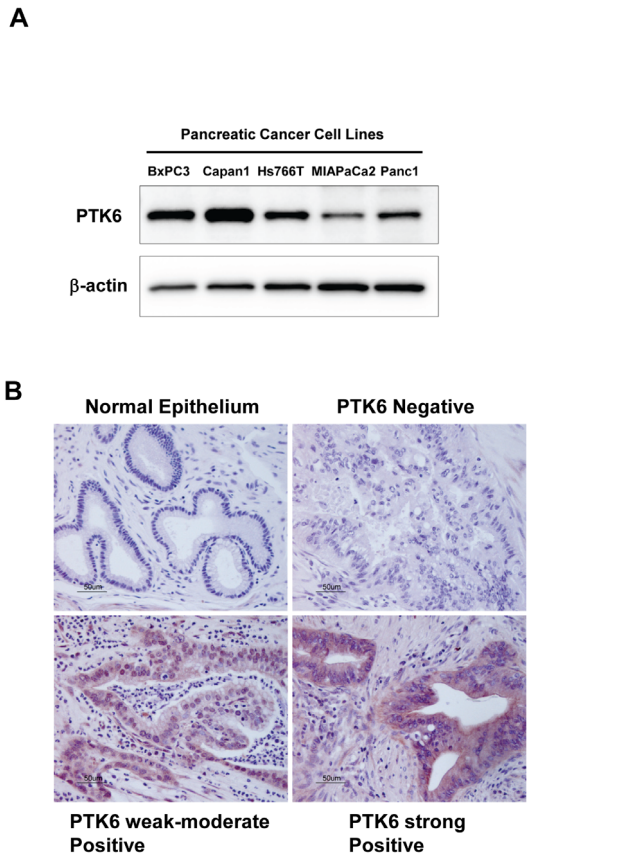 A
Pancreatic Cancer Cell Lines
BxPC3 Capan1 Hs766T MIAPaCa2 Panc1
PTK6
β-actin
B
Normal Epithelium
PTK6 Negative
50um
50um
50um
50um
PTK6 weak-moderate
Positive
PTK6 strong
Positive